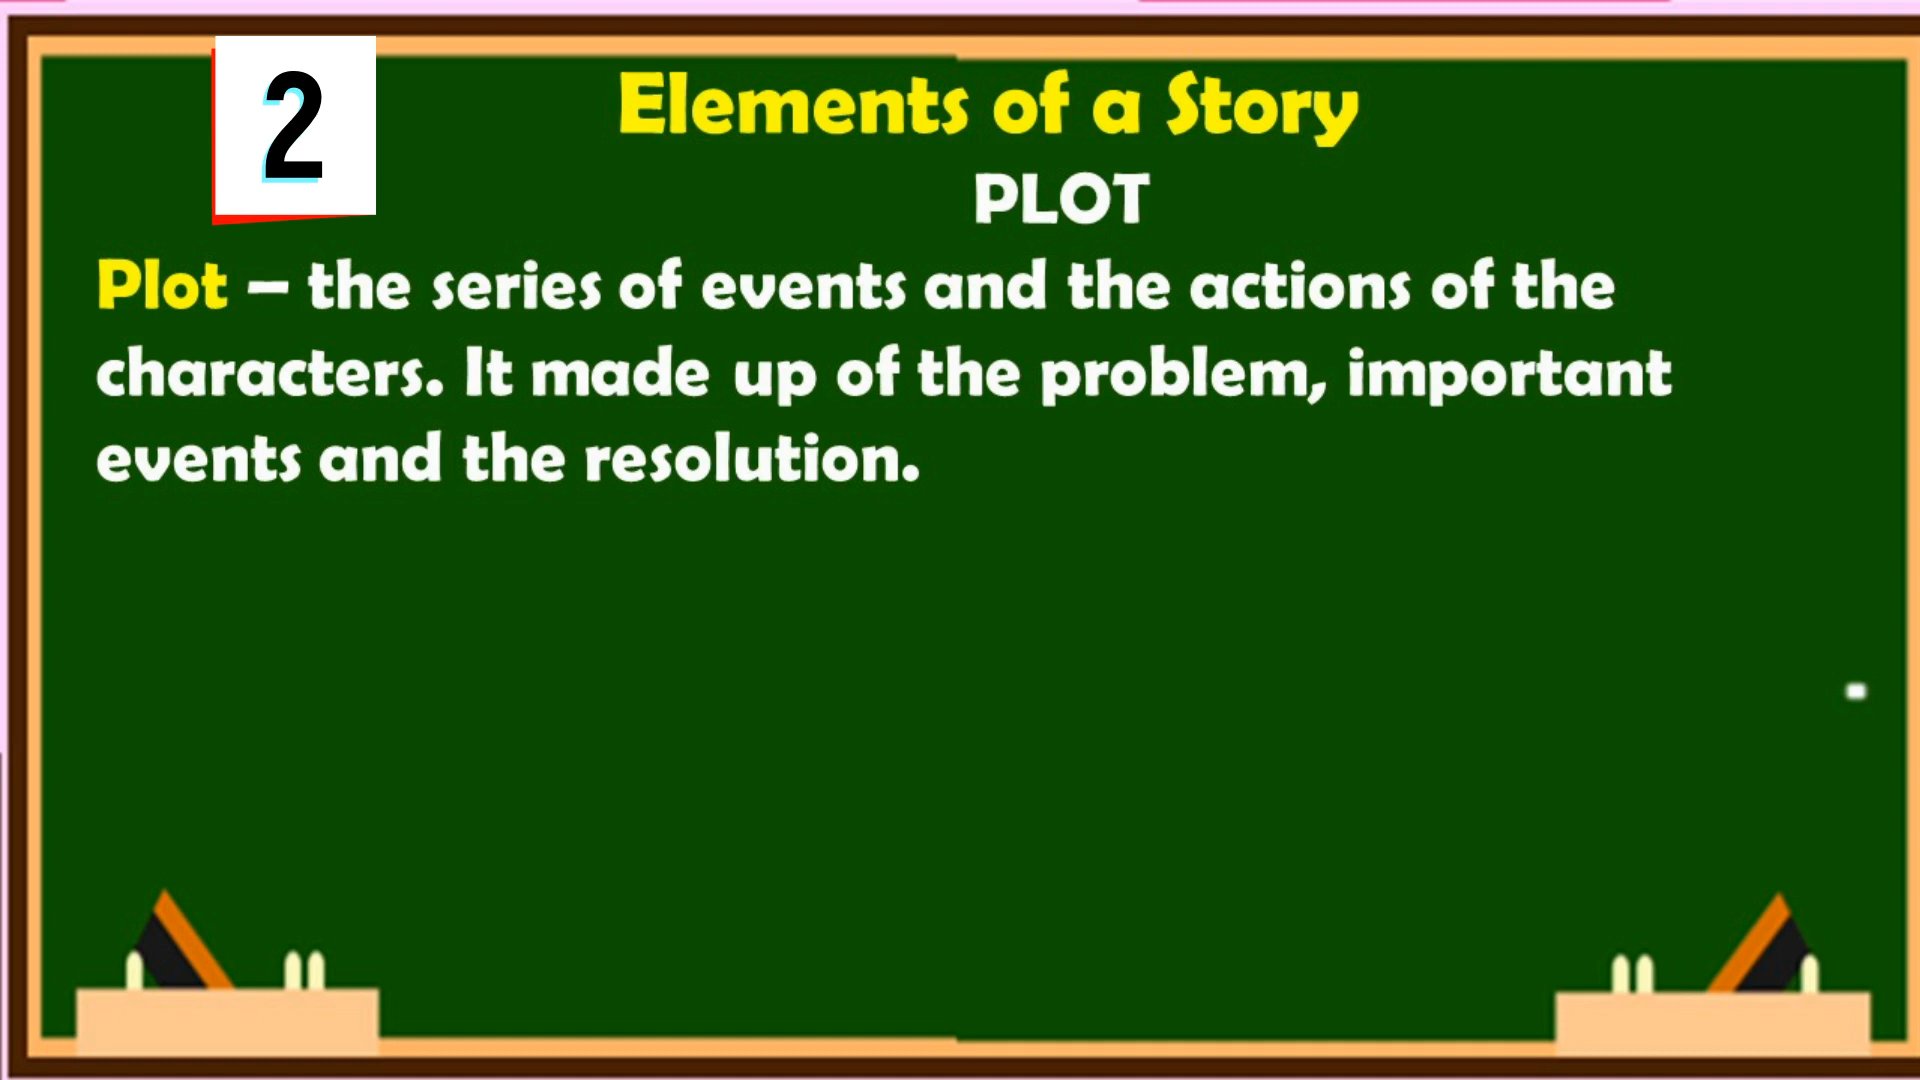 2
Elements of a Story
PLOT
Plot – the series of events and the actions of the
characters. It made up of the problem, important
events and the resolution.